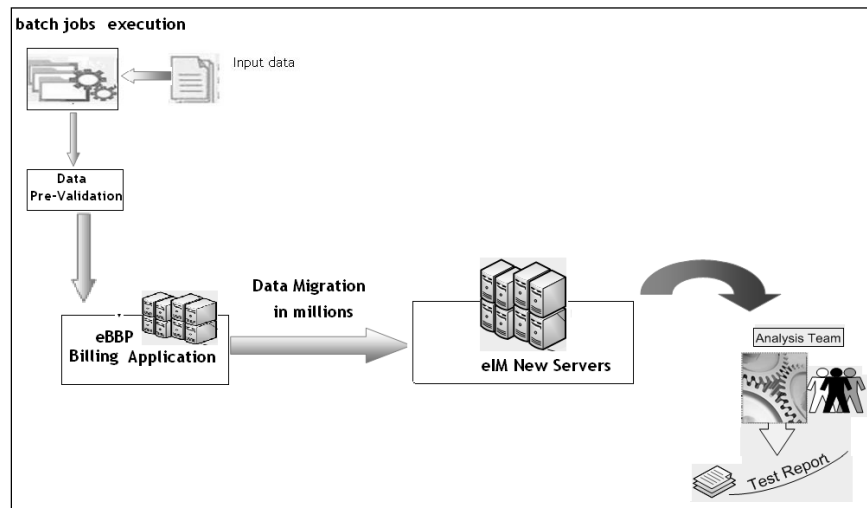 batch jobs execution
Input data
Data
Pre-Validation
eBBP
Billing Application
Data Migration
in millions
eIM New Servers
Analysis Team
Test Report